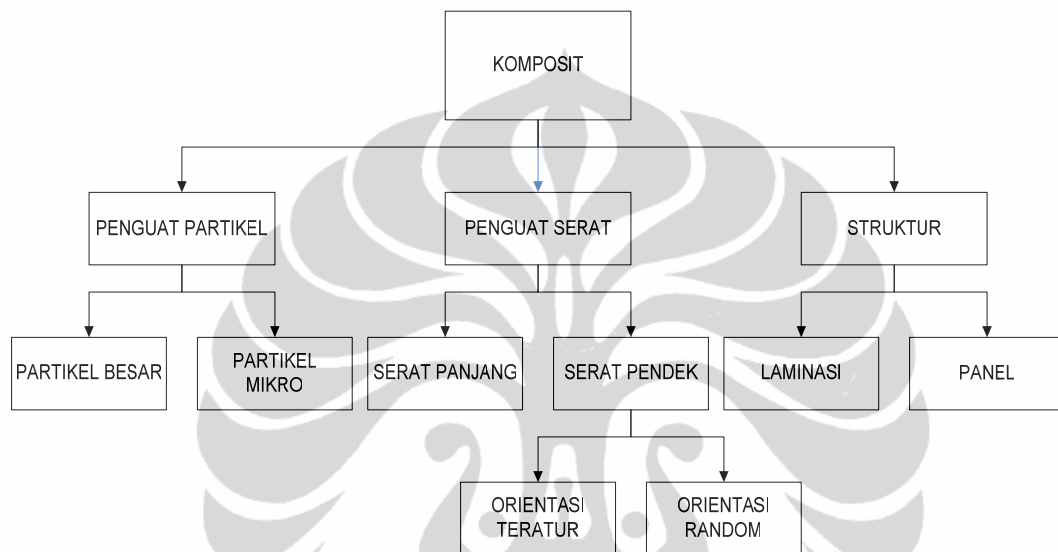 KOMPOSIT
PENGUAT PARTIKEL
PENGUAT SERAT
STRUKTUR
PARTIKEL BESAR
PARTIKEL
MIKRO
SERAT PANJANG
SERAT PENDEK
LAMINASI
PANEL
ORIENTASI
TERATUR
ORIENTASI
RANDOM